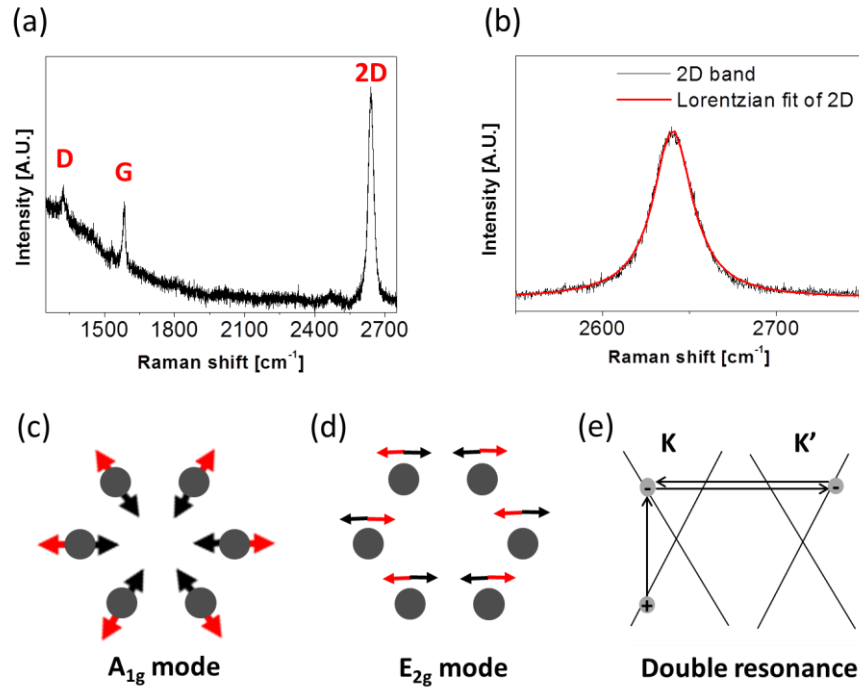 (a)
Intensity [A.U.]
D
G
2D
1500 1800 2100 2400 2700
Raman shift [cm⁻¹]
(b)
Intensity [A.U.]
2D band
Lorentzian fit of 2D
2600 2700
Raman shift [cm⁻¹]
(c)
A₁g mode
(d)
E₂g mode
(e)
K K’
- -
+
Double resonance